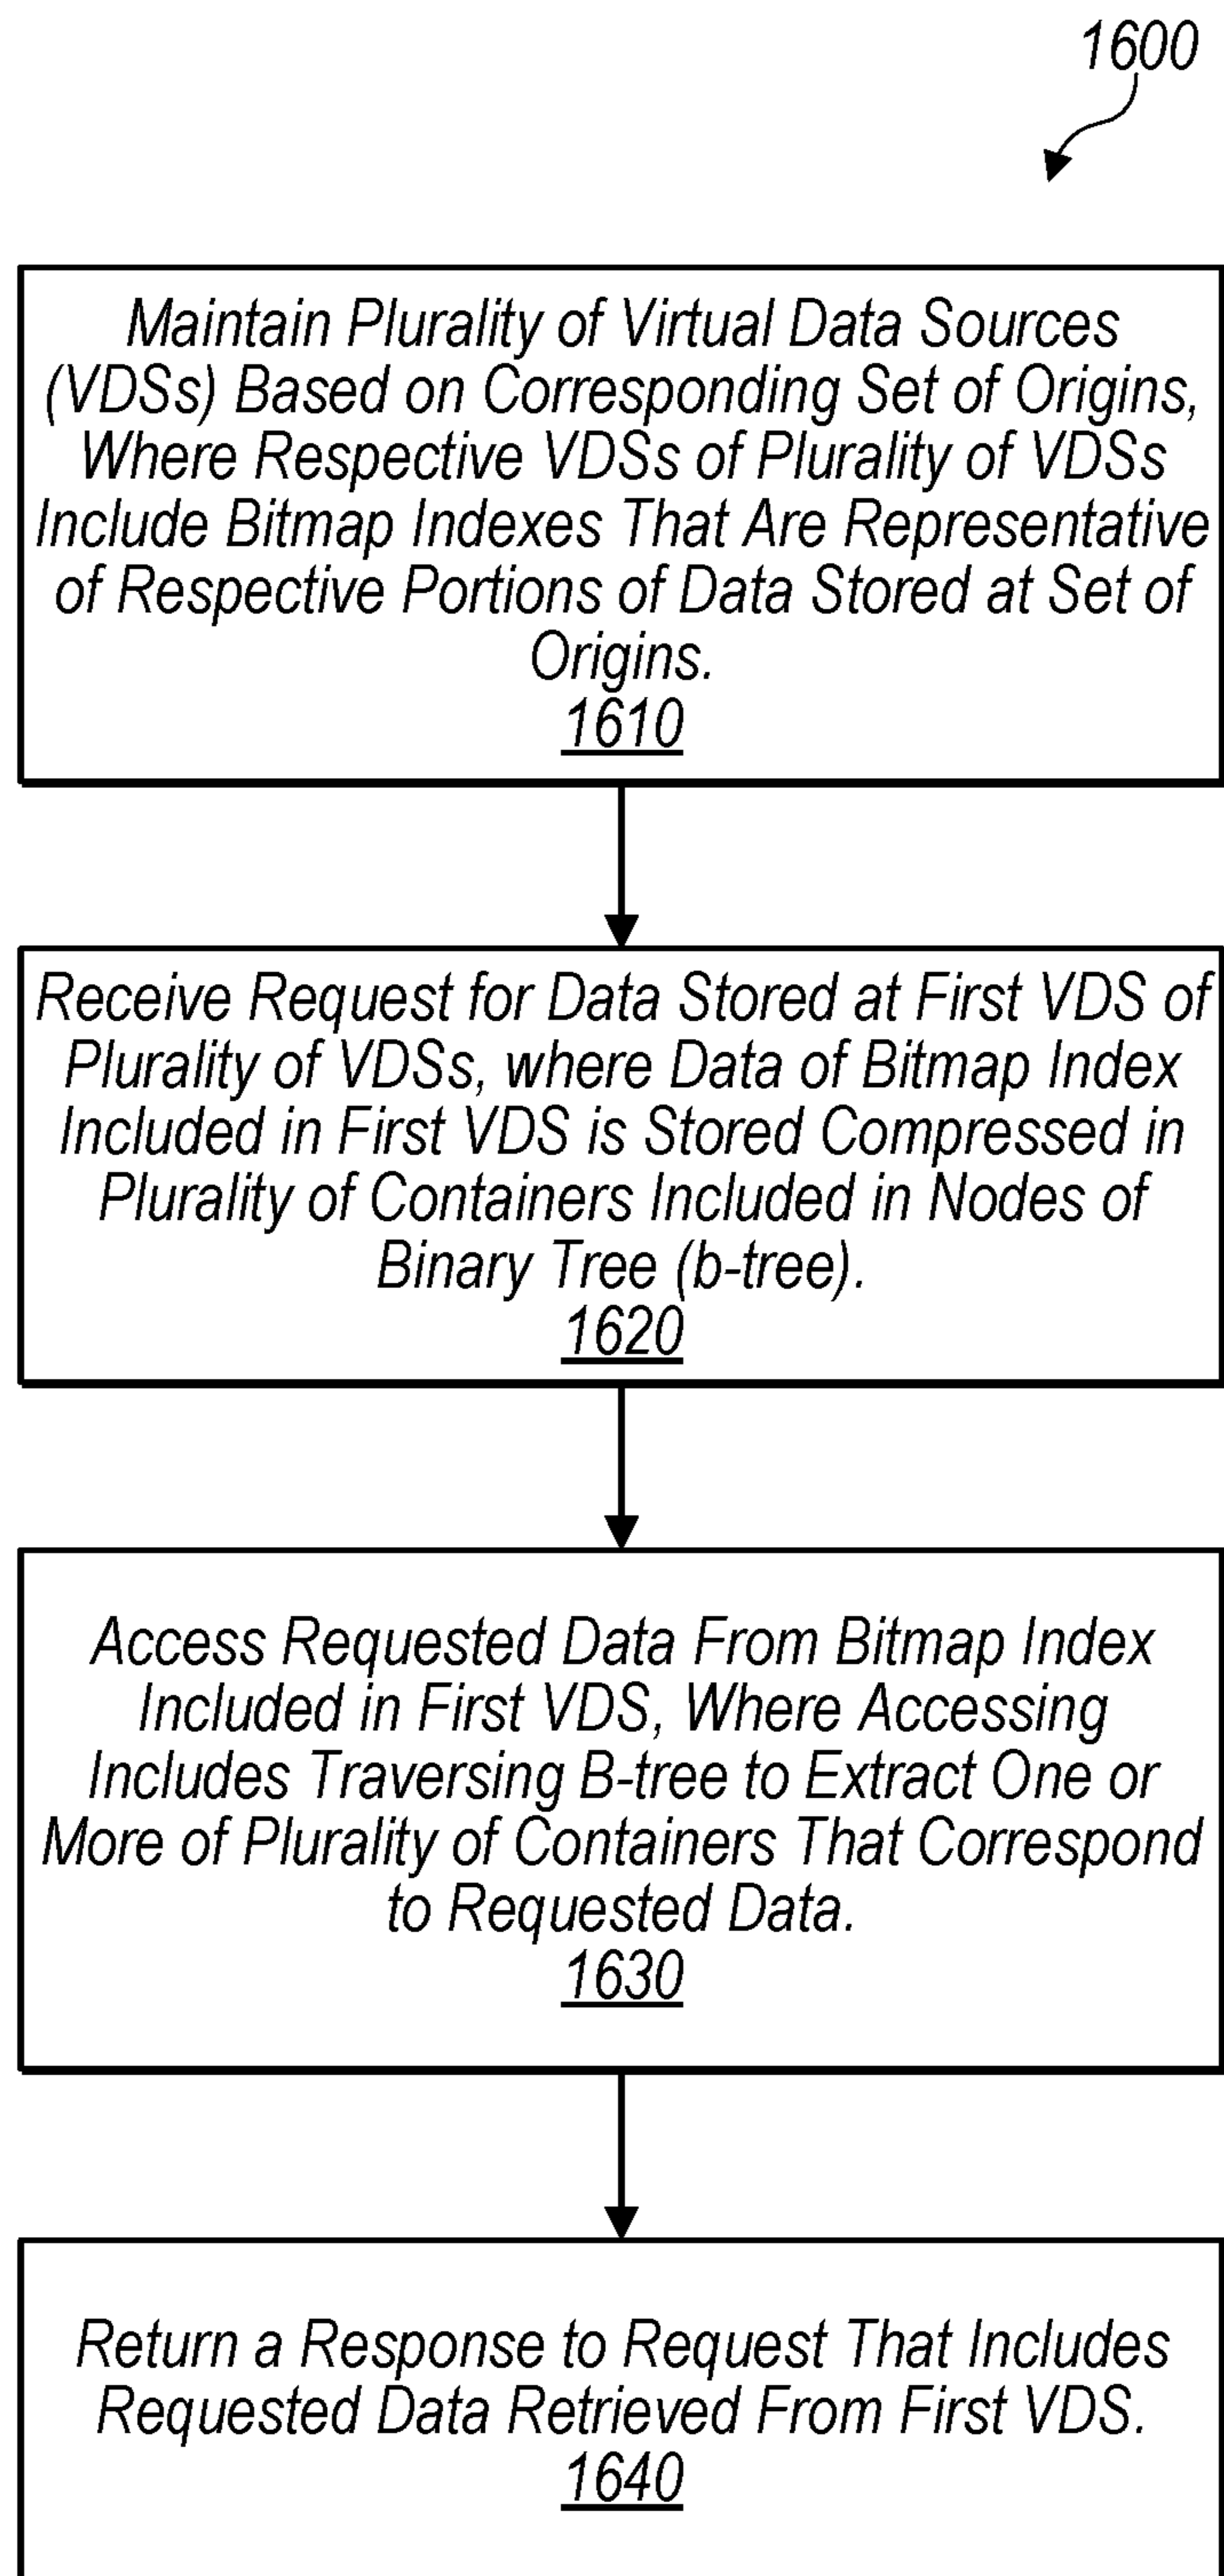 1600
Maintain Plurality of Virtual Data Sources
(VDSs) Based on Corresponding Set of Origins,
Where Respective VDSs of Plurality of VDSs
Include Bitmap Indexes That Are Representative
of Respective Portions of Data Stored at Set of
Origins.
1610
Receive Request for Data Stored at First VDS of
Plurality of VDSs, where Data of Bitmap Index
Included in First VDS is Stored Compressed in
Plurality of Containers Included in Nodes of
Binary Tree (b-tree).
1620
Access Requested Data From Bitmap Index
Included in First VDS, Where Accessing
Includes Traversing B-tree to Extract One or
More of Plurality of Containers That Correspond
to Requested Data.
1630
Return a Response to Request That Includes
Requested Data Retrieved From First VDS.
1640